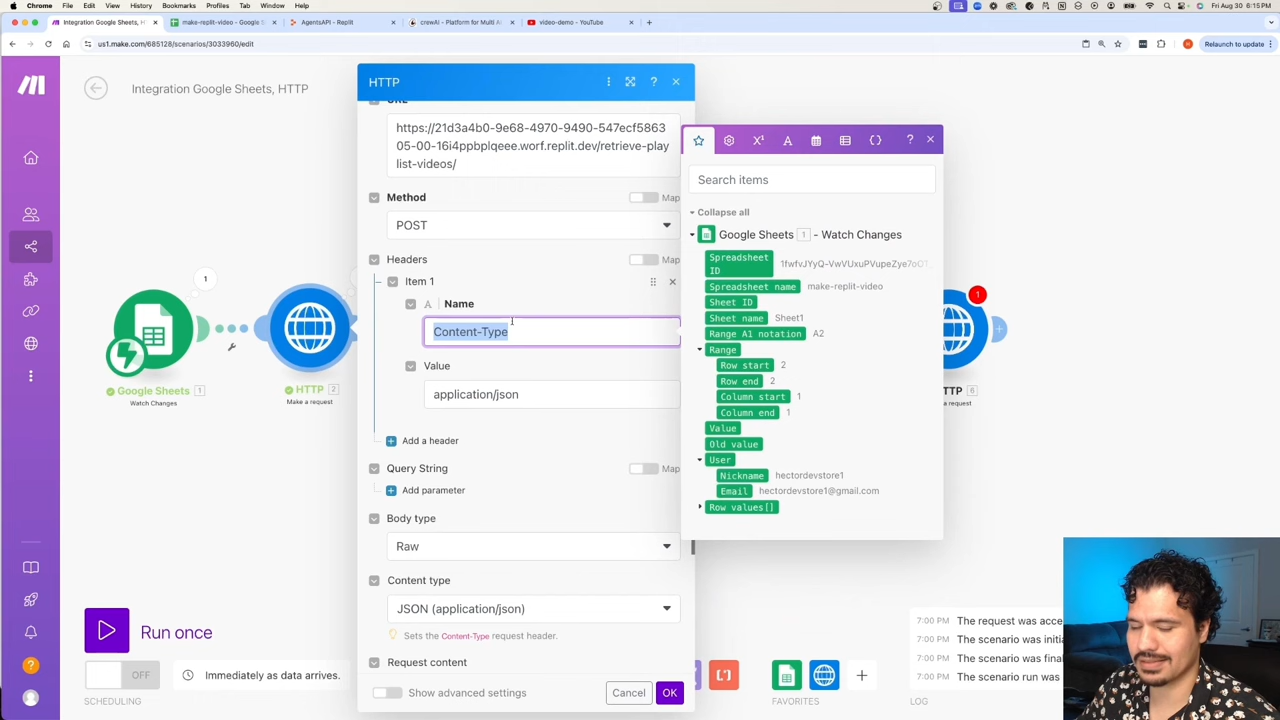 Chrome File Edit View History Bookmarks Profiles Tab Window Help
Fri Aug 30 6:15 PM
Integration Google Sheets, HTTP
make-replit-video - Google S
AgentsAPI - Replit
crewAI - Platform for Multi A
video-demo - YouTube
us1.make.com/685128/scenarios/3033960/edit
Relaunch to update
Integration Google Sheets, HTTP
HTTP
URL
https://21d3a4b0-9e68-4970-9490-547ecf5863
05-00-16i4ppbplqeee.worf.replit.dev/retrieve-play
list-videos/
Method
Map
POST
Headers
Map
Item 1
A Name
Content-Type
Value
application/json
Add a header
Query String
Map
Add parameter
Body type
Raw
Content type
JSON (application/json)
Sets the Content-Type request header.
Request content
Show advanced settings
Cancel
OK
Search items
Collapse all
Google Sheets 1 - Watch Changes
Spreadsheet
ID
1fwfvJYyQ-VwVUxuPVupeZye7oOT
Spreadsheet name make-replit-video
Sheet ID
Sheet name Sheet1
Range A1 notation A2
Range
Row start 2
Row end 2
Column start 1
Column end 1
Value
Old value
User
Nickname hectordevstore1
Email hectordevstore1@gmail.com
Row values[]
1
Google Sheets 1
Watch Changes
HTTP 2
Make a request
1
TP 6
a request
Run once
OFF
Immediately as data arrives.
SCHEDULING
FAVORITES
LOG
7:00 PM The request was acce
7:00 PM The scenario was initia
7:00 PM The scenario was final
7:00 PM The scenario run was